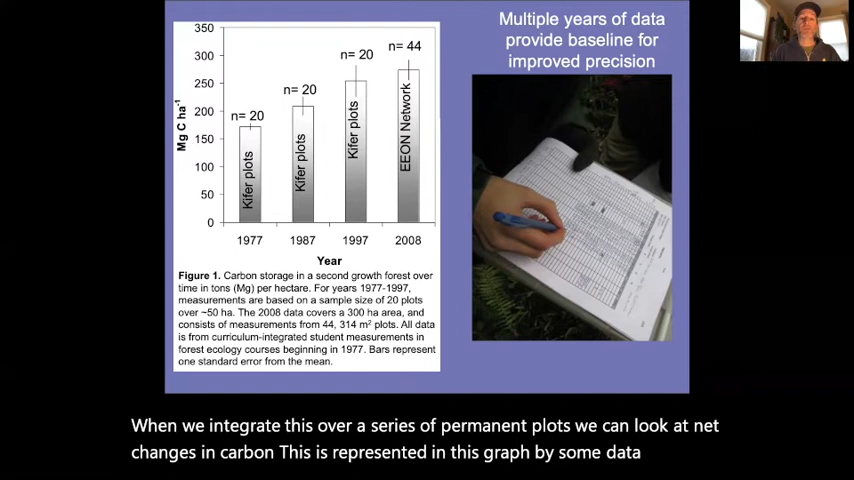 Multiple years of data
provide baseline for
improved precision
350
300
250
200
150
100
50
0
Mg C ha-1
n= 20
n= 20
n= 20
n= 44
Kifer plots
Kifer plots
Kifer plots
EEON Network
1977
1987
1997
2008
Year
Figure 1. Carbon storage in a second growth forest over
time in tons (Mg) per hectare. For years 1977-1997,
measurements are based on a sample size of 20 plots
over ~50 ha. The 2008 data covers a 300 ha area, and
consists of measurements from 44, 314 m² plots. All data
is from curriculum-integrated student measurements in
forest ecology courses beginning in 1977. Bars represent
one standard error from the mean.
When we integrate this over a series of permanent plots we can look at net
changes in carbon This is represented in this graph by some data